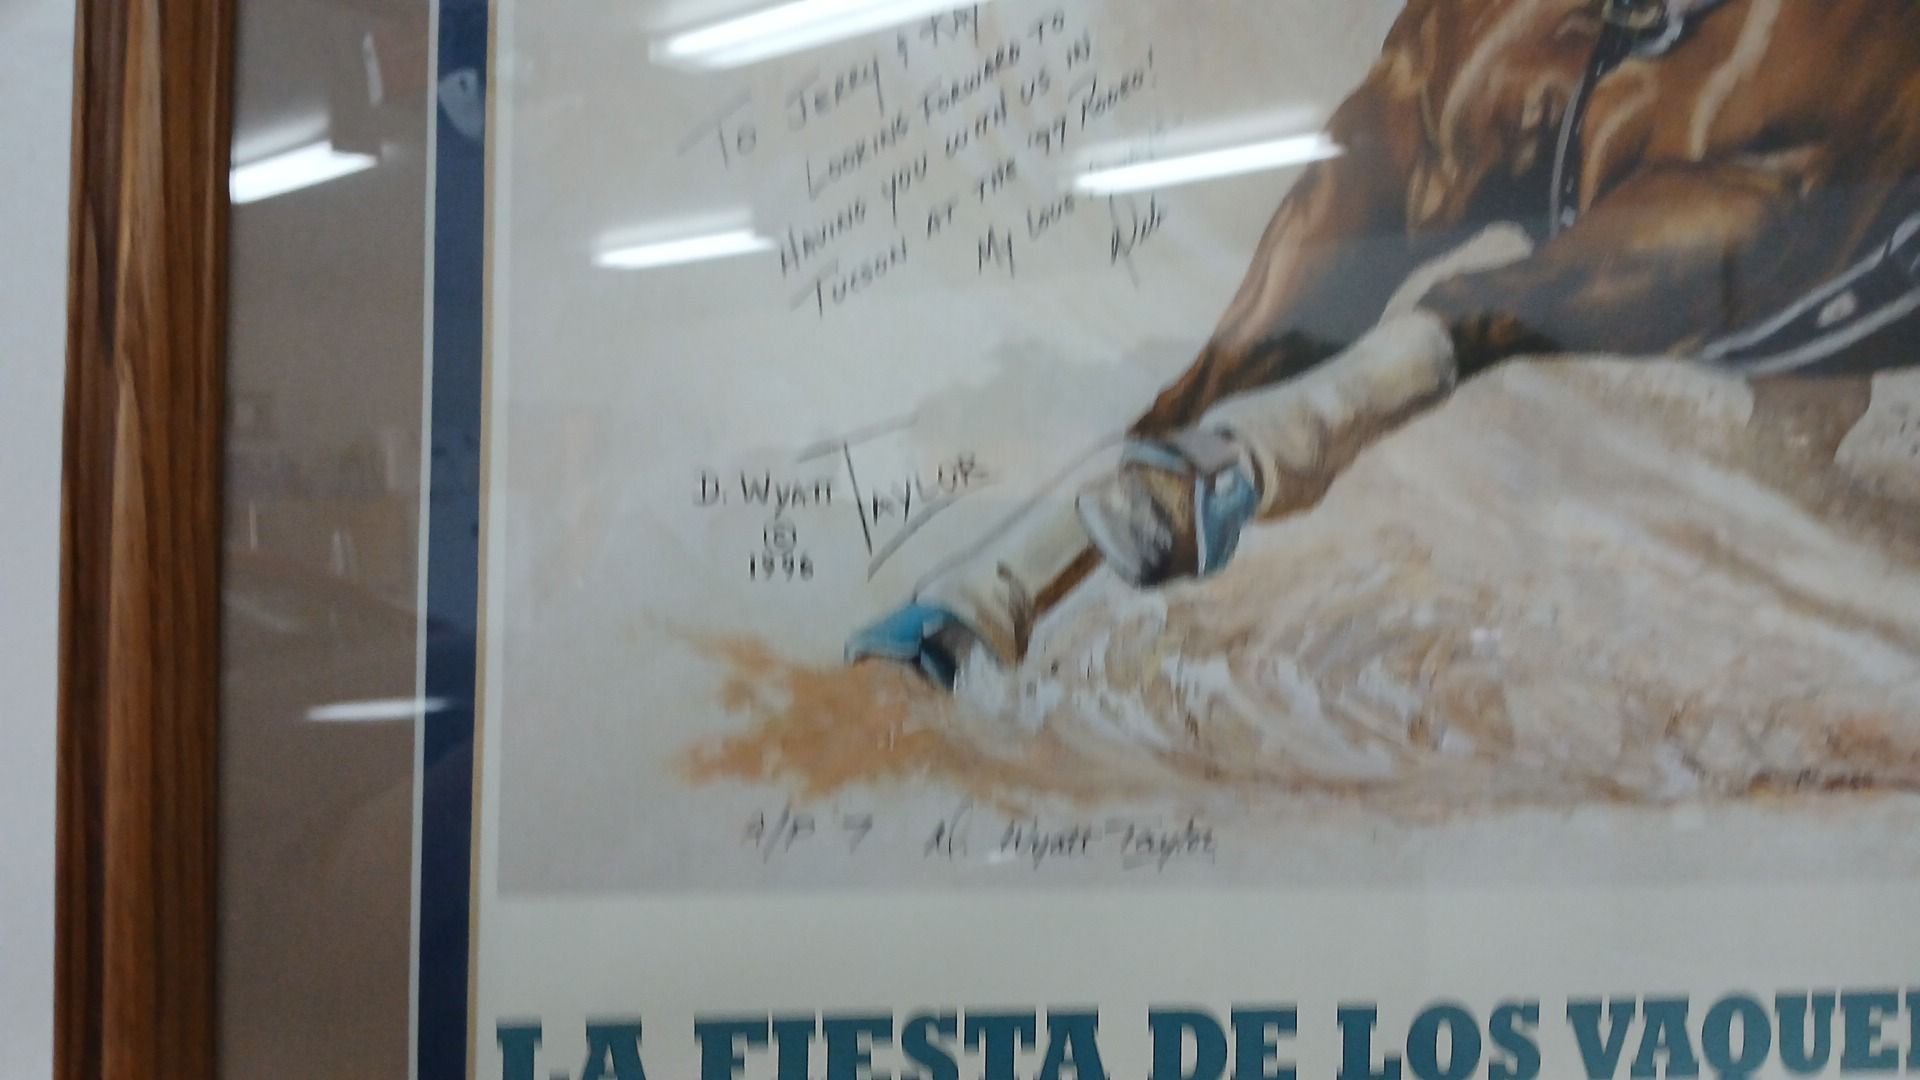 TO JERRY & KAY
LOOKING FORWARD TO
HAVING YOU WITH US IN
TUCSON AT THE '97 RODEO!
MY LOVE
D. WYATT TAYLOR
©
1996
A/P 7 D. Wyatt Taylor
LA FIESTA DE LOS VAQUE